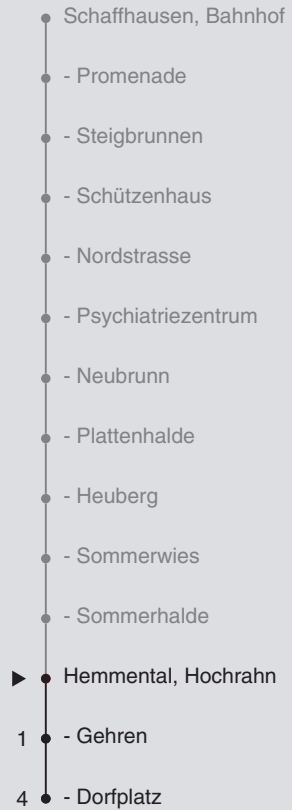 Schaffhausen, Bahnhof
- Promenade
- Steigbrunnen
- Schützenhaus
- Nordstrasse
- Psychiatriezentrum
- Neubrunn
- Plattenhalde
- Heuberg
- Sommerwies
- Sommerhalde
Hemmental, Hochrahn
1 - Gehren
4 - Dorfplatz